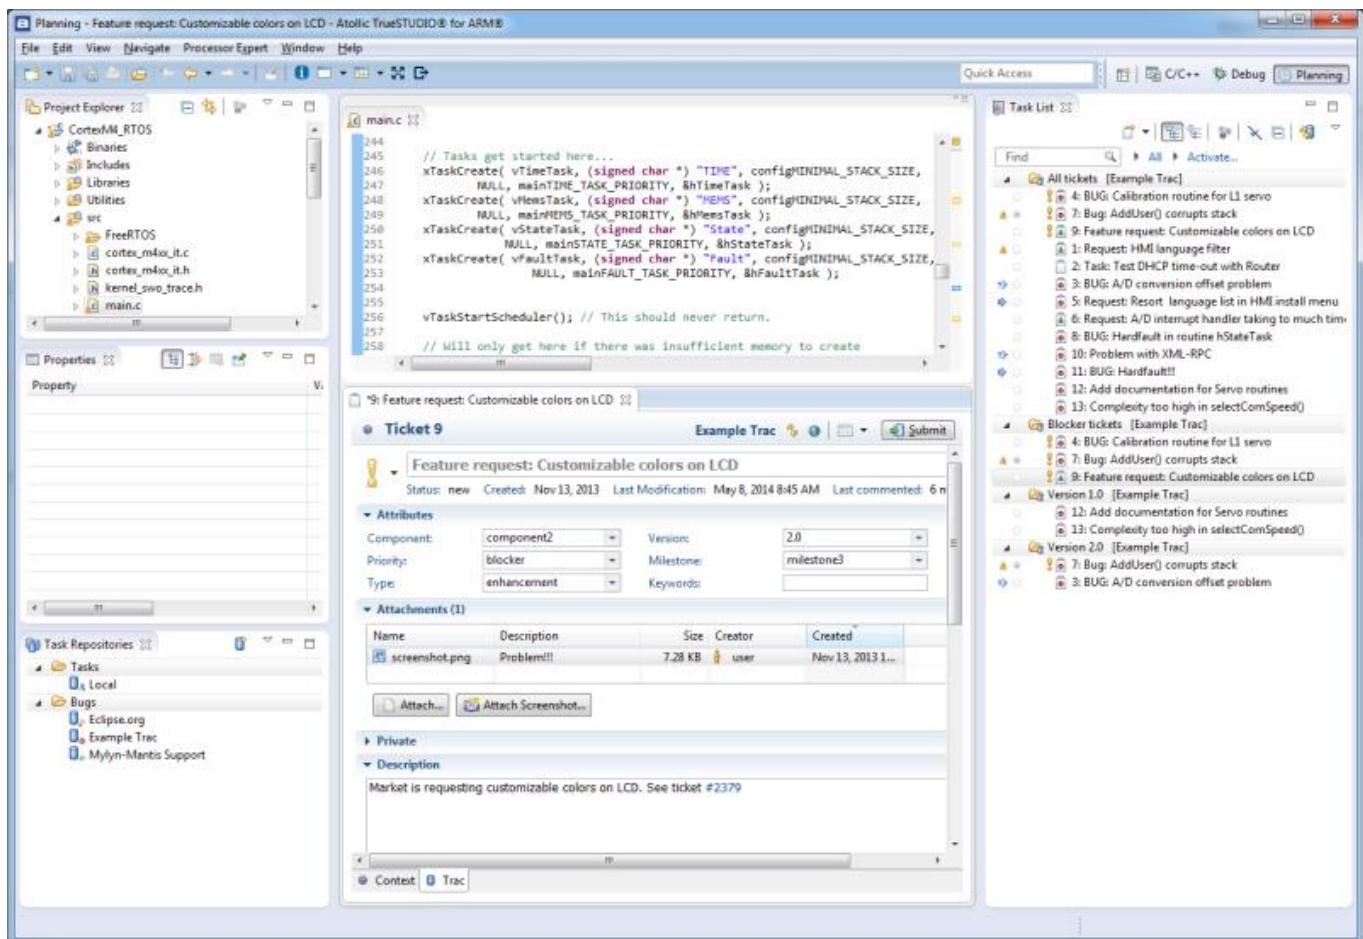 Planning - Feature request: Customizable colors on LCD - Atollic TrueSTUDIO® for ARM®
File Edit View Navigate Processor Expert Window Help
Quick Access
C/C++ Debug Planning
Project Explorer
CortexM4_RTOS
Binaries
Includes
Libraries
Utilities
src
FreeRTOS
cortex_m4xx_it.c
cortex_m4xx_it.h
kernel_swo_trace.h
main.c
Properties
Property V.
Task Repositories
Tasks
Local
Bugs
Eclipse.org
Example Trac
Mylyn-Mantis Support
main.c
244
245 // Tasks get started here...
246 xTaskCreate( vTimeTask, (signed char *) "TIME", configMINIMAL_STACK_SIZE,
247 NULL, mainTIME_TASK_PRIORITY, &hTimeTask );
248 xTaskCreate( vMemsTask, (signed char *) "MEMS", configMINIMAL_STACK_SIZE,
249 NULL, mainMEMS_TASK_PRIORITY, &hMemsTask );
250 xTaskCreate( vStateTask, (signed char *) "State", configMINIMAL_STACK_SIZE,
251 NULL, mainSTATE_TASK_PRIORITY, &hStateTask );
252 xTaskCreate( vFaultTask, (signed char *) "Fault", configMINIMAL_STACK_SIZE,
253 NULL, mainFAULT_TASK_PRIORITY, &hFaultTask );
254
255
256 vTaskStartScheduler(); // This should never return.
257
258 // Will only get here if there was insufficient memory to create
*9: Feature request: Customizable colors on LCD
Ticket 9 Example Trac Submit
Feature request: Customizable colors on LCD
Status: new Created: Nov 13, 2013 Last Modification: May 8, 2014 8:45 AM Last commented: 6 n
Attributes
Component: component2 Version: 2.0
Priority: blocker Milestone: milestone3
Type: enhancement Keywords:
Attachments (1)
Name Description Size Creator Created
screenshot.png Problem!!! 7.28 KB user Nov 13, 2013 1...
Attach... Attach Screenshot...
Private
Description
Market is requesting customizable colors on LCD. See ticket #2379
Context Trac
Task List
Find All Activate...
All tickets [Example Trac]
4: BUG: Calibration routine for L1 servo
7: Bug: AddUser() corrupts stack
9: Feature request: Customizable colors on LCD
1: Request: HMI language filter
2: Task: Test DHCP time-out with Router
3: BUG: A/D conversion offset problem
5: Request: Resort language list in HMI install menu
6: Request: A/D interrupt handler taking to much tim
8: BUG: Hardfault in routine hStateTask
10: Problem with XML-RPC
11: BUG: Hardfault!!!
12: Add documentation for Servo routines
13: Complexity too high in selectComSpeed()
Blocker tickets [Example Trac]
4: BUG: Calibration routine for L1 servo
7: Bug: AddUser() corrupts stack
9: Feature request: Customizable colors on LCD
Version 1.0 [Example Trac]
12: Add documentation for Servo routines
13: Complexity too high in selectComSpeed()
Version 2.0 [Example Trac]
7: Bug: AddUser() corrupts stack
3: BUG: A/D conversion offset problem